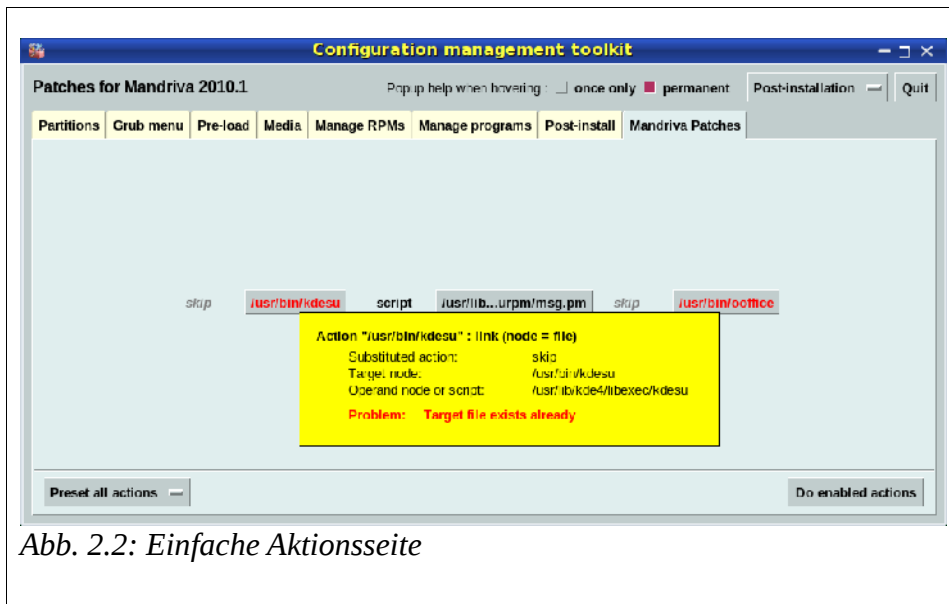 Configuration management toolkit
Patches for Mandriva 2010.1 Popup help when hovering : once only permanent Post-installation Quit
Partitions Grub menu Pre-load Media Manage RPMs Manage programs Post-install Mandriva Patches
skip /usr/bin/kdesu script /usr/lib...urpm/msg.pm skip /usr/bin/ooffice
Action "/usr/bin/kdesu" : link (node = file)
Substituted action: skip
Target node: /usr/bin/kdesu
Operand node or script: /usr/lib/kde4/libexec/kdesu
Problem: Target file exists already
Preset all actions Do enabled actions
Abb. 2.2: Einfache Aktionsseite